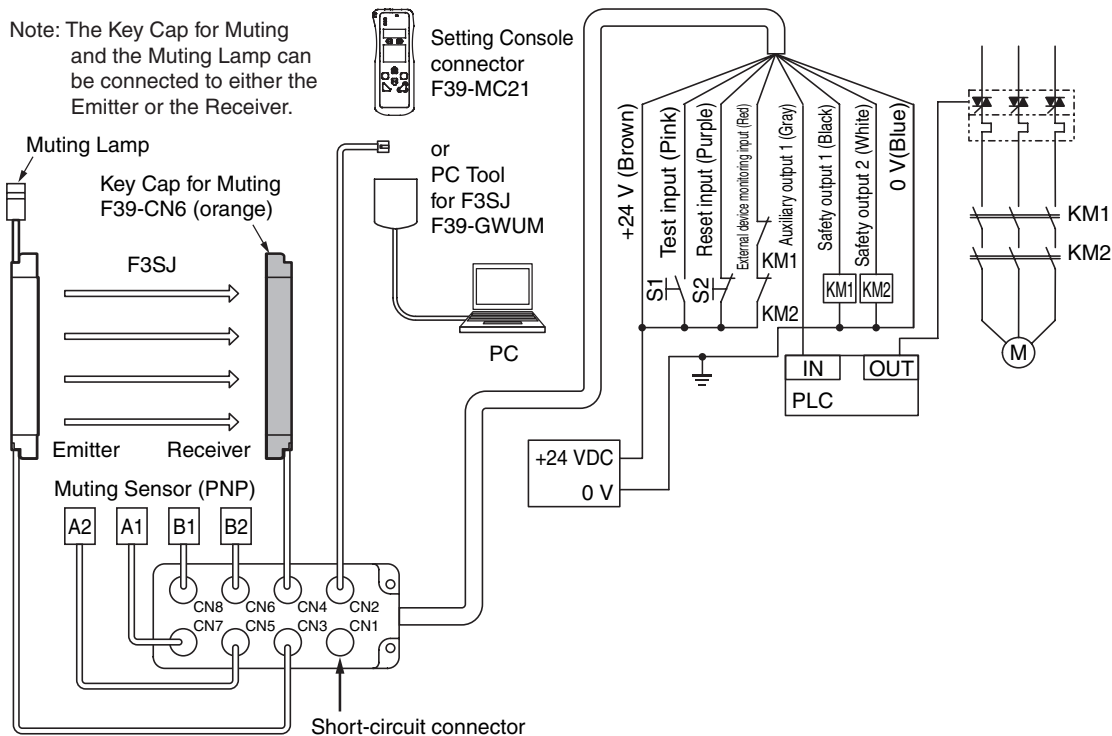 Note: The Key Cap for Muting
and the Muting Lamp can
be connected to either the
Emitter or the Receiver.
Setting Console
connector
F39-MC21
or
PC Tool
for F3SJ
F39-GWUM
PC
Muting Lamp
Key Cap for Muting
F39-CN6 (orange)
F3SJ
Emitter
Receiver
Muting Sensor (PNP)
A2
A1
B1
B2
CN8
CN6
CN4
CN2
CN7
CN5
CN3
CN1
Short-circuit connector
+24 V (Brown)
Test input (Pink)
Reset input (Purple)
External device monitoring input (Red)
Auxiliary output 1 (Gray)
Safety output 1 (Black)
Safety output 2 (White)
0 V(Blue)
S1
S2
KM1
KM2
KM1
KM2
IN
OUT
PLC
+24 VDC
0 V
KM1
KM2
M